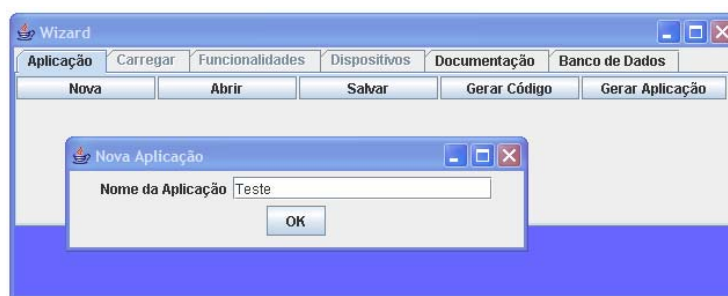 Wizard
Aplicação Carregar Funcionalidades Dispositivos Documentação Banco de Dados
Nova Abrir Salvar Gerar Código Gerar Aplicação
Nova Aplicação
Nome da Aplicação Teste
OK